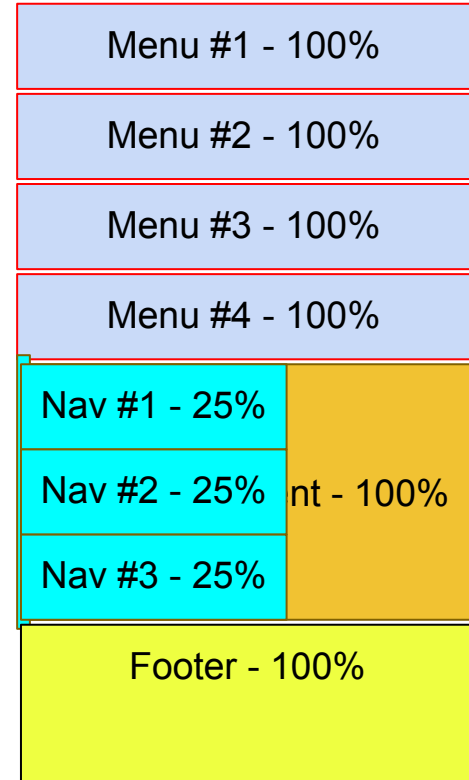 Menu #1 - 100%
Menu #2 - 100%
Menu #3 - 100%
Menu #4 - 100%
Nav #1 - 25%
Nav #2 - 25% nt - 100%
Nav #3 - 25%
Footer - 100%